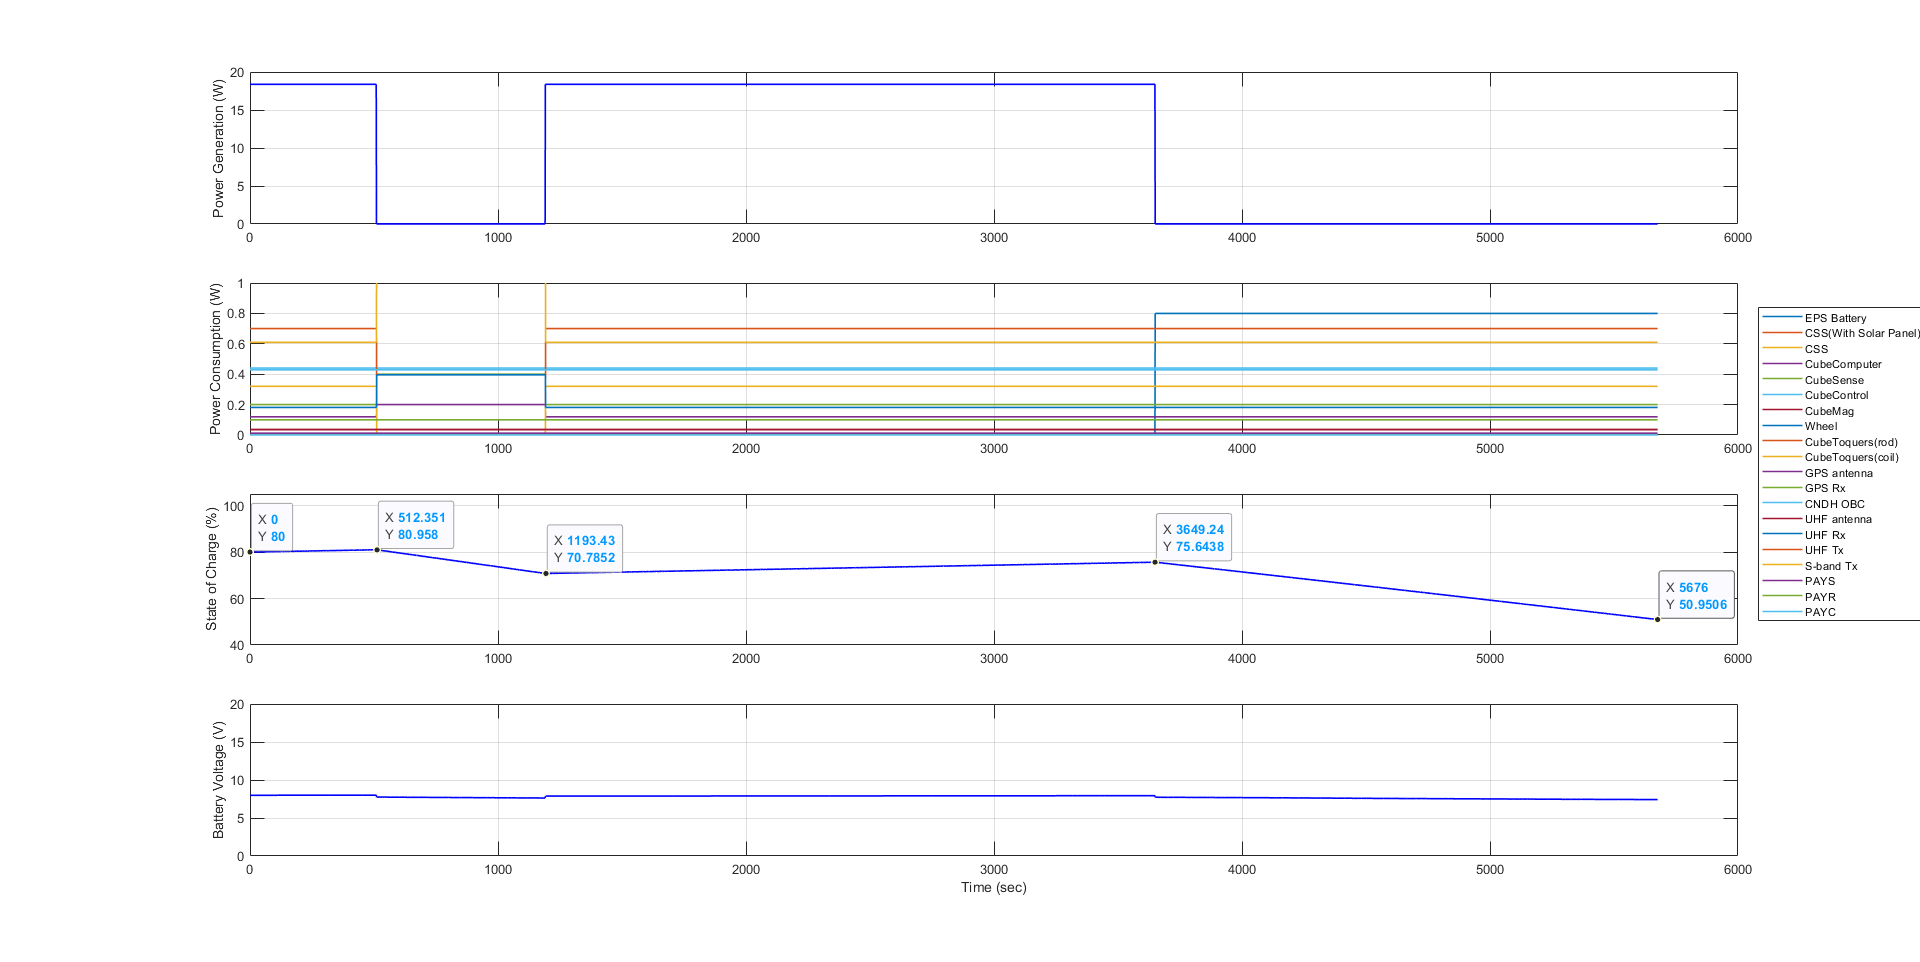 Power Generation (W)
20
15
10
5
0
0 1000 2000 3000 4000 5000 6000
Power Consumption (W)
1
0.8
0.6
0.4
0.2
0
0 1000 2000 3000 4000 5000 6000
EPS Battery
CSS(With Solar Panel)
CSS
CubeComputer
CubeSense
CubeControl
CubeMag
Wheel
CubeToquers(rod)
CubeToquers(coil)
GPS antenna
GPS Rx
CNDH OBC
UHF antenna
UHF Rx
UHF Tx
S-band Tx
PAYS
PAYR
PAYC
State of Charge (%)
100
80
60
40
X 0
Y 80
X 512.351
Y 80.958
X 1193.43
Y 70.7852
X 3649.24
Y 75.6438
X 5676
Y 50.9506
0 1000 2000 3000 4000 5000 6000
Battery Voltage (V)
20
15
10
5
0
0 1000 2000 3000 4000 5000 6000
Time (sec)